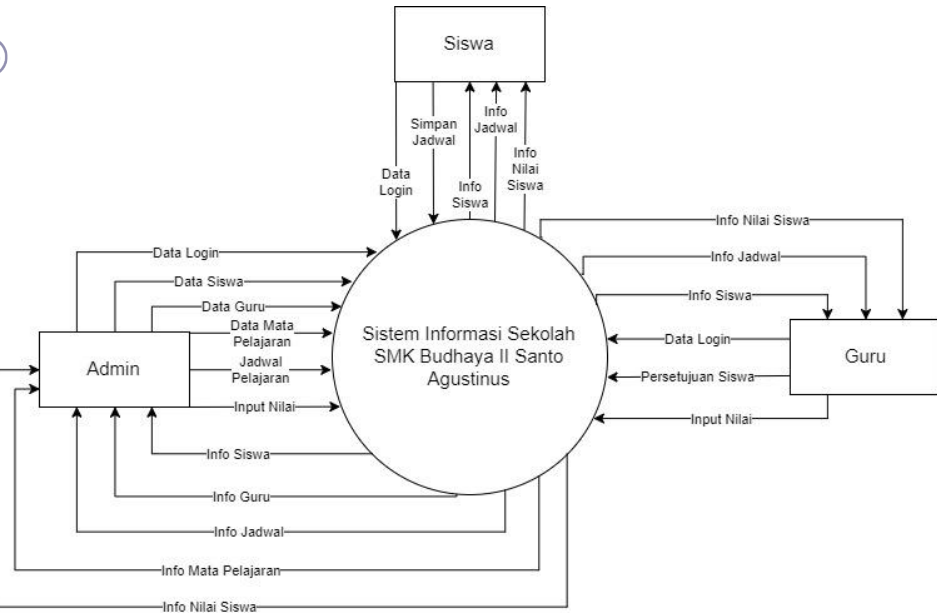 Siswa
Simpan
Jadwal
Info
Jadwal
Info
Nilai
Siswa
Data
Login
Info
Siswa
Info Nilai Siswa
Data Login
Info Jadwal
Data Siswa
Info Siswa
Data Guru
Data Mata
Pelajaran
Sistem Informasi Sekolah
SMK Budhaya II Santo
Agustinus
Data Login
Guru
Admin
Jadwal
Pelajaran
Persetujuan Siswa
Input Nilai
Input Nilai
Info Siswa
Info Guru
Info Jadwal
Info Mata Pelajaran
Info Nilai Siswa